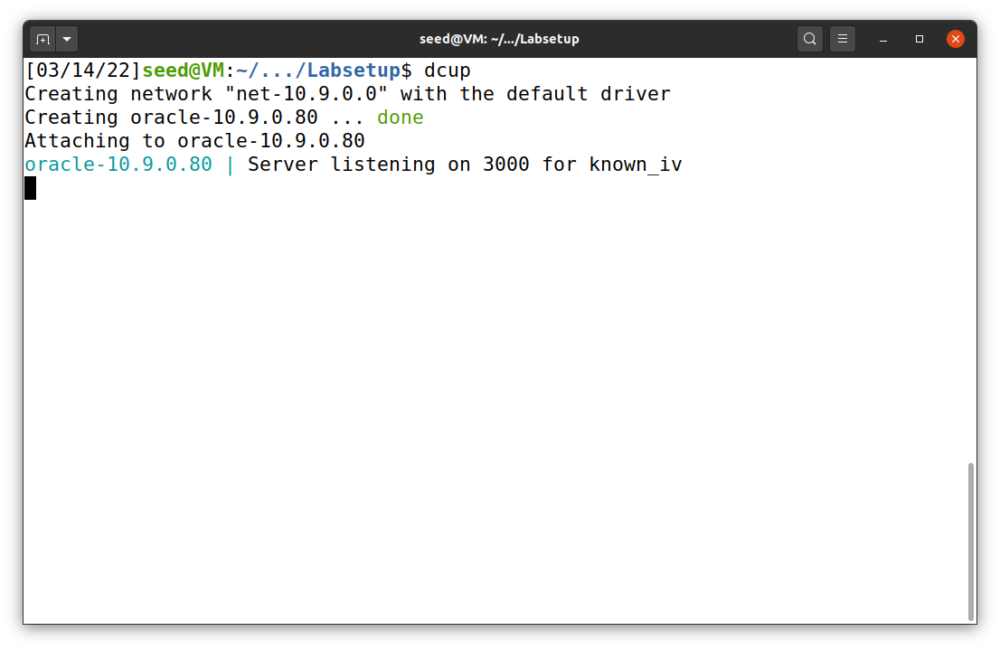 seed@VM: ~/.../Labsetup
[03/14/22]seed@VM:~/.../Labsetup$ dcup
Creating network "net-10.9.0.0" with the default driver
Creating oracle-10.9.0.80 ... done
Attaching to oracle-10.9.0.80
oracle-10.9.0.80 | Server listening on 3000 for known_iv